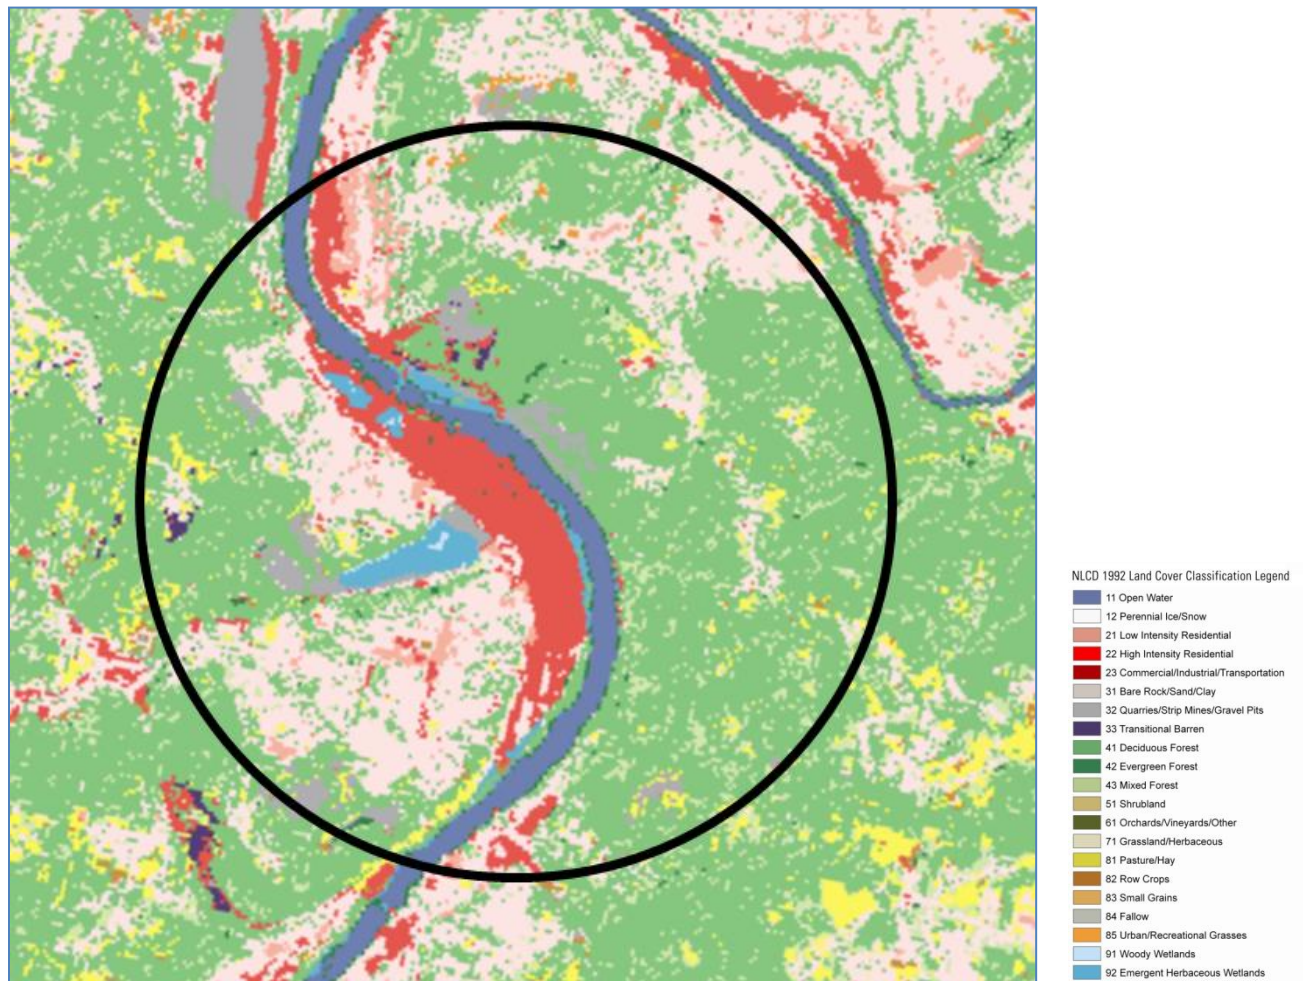 NLCD 1992 Land Cover Classification Legend
11 Open Water
12 Perennial Ice/Snow
21 Low Intensity Residential
22 High Intensity Residential
23 Commercial/Industrial/Transportation
31 Bare Rock/Sand/Clay
32 Quarries/Strip Mines/Gravel Pits
33 Transitional Barren
41 Deciduous Forest
42 Evergreen Forest
43 Mixed Forest
51 Shrubland
61 Orchards/Vineyards/Other
71 Grassland/Herbaceous
81 Pasture/Hay
82 Row Crops
83 Small Grains
84 Fallow
85 Urban/Recreational Grasses
91 Woody Wetlands
92 Emergent Herbaceous Wetlands